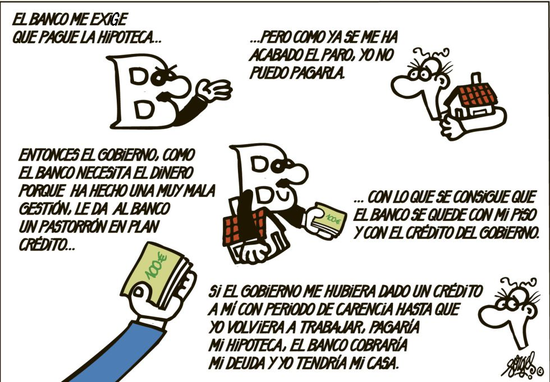 EL BANCO ME EXIGE
QUE PAGUE LA HIPOTECA...
...PERO COMO YA SE ME HA
ACABADO EL PARO, YO NO
PUEDO PAGARLA.
ENTONCES EL GOBIERNO, COMO
EL BANCO NECESITA EL DINERO
PORQUE HA HECHO UNA MUY MALA
GESTIÓN, LE DA AL BANCO
UN PASTORRÓN EN PLAN
CRÉDITO...
100€
... CON LO QUE SE CONSIGUE QUE
EL BANCO SE QUEDE CON MI PISO
Y CON EL CRÉDITO DEL GOBIERNO.
100€
SI EL GOBIERNO ME HUBIERA DADO UN CRÉDITO
A MÍ CON PERIODO DE CARENCIA HASTA QUE
YO VOLVIERA A TRABAJAR, PAGARÍA
MI HIPOTECA, EL BANCO COBRARÍA
MI DEUDA Y YO TENDRÍA MI CASA.
Forges ©